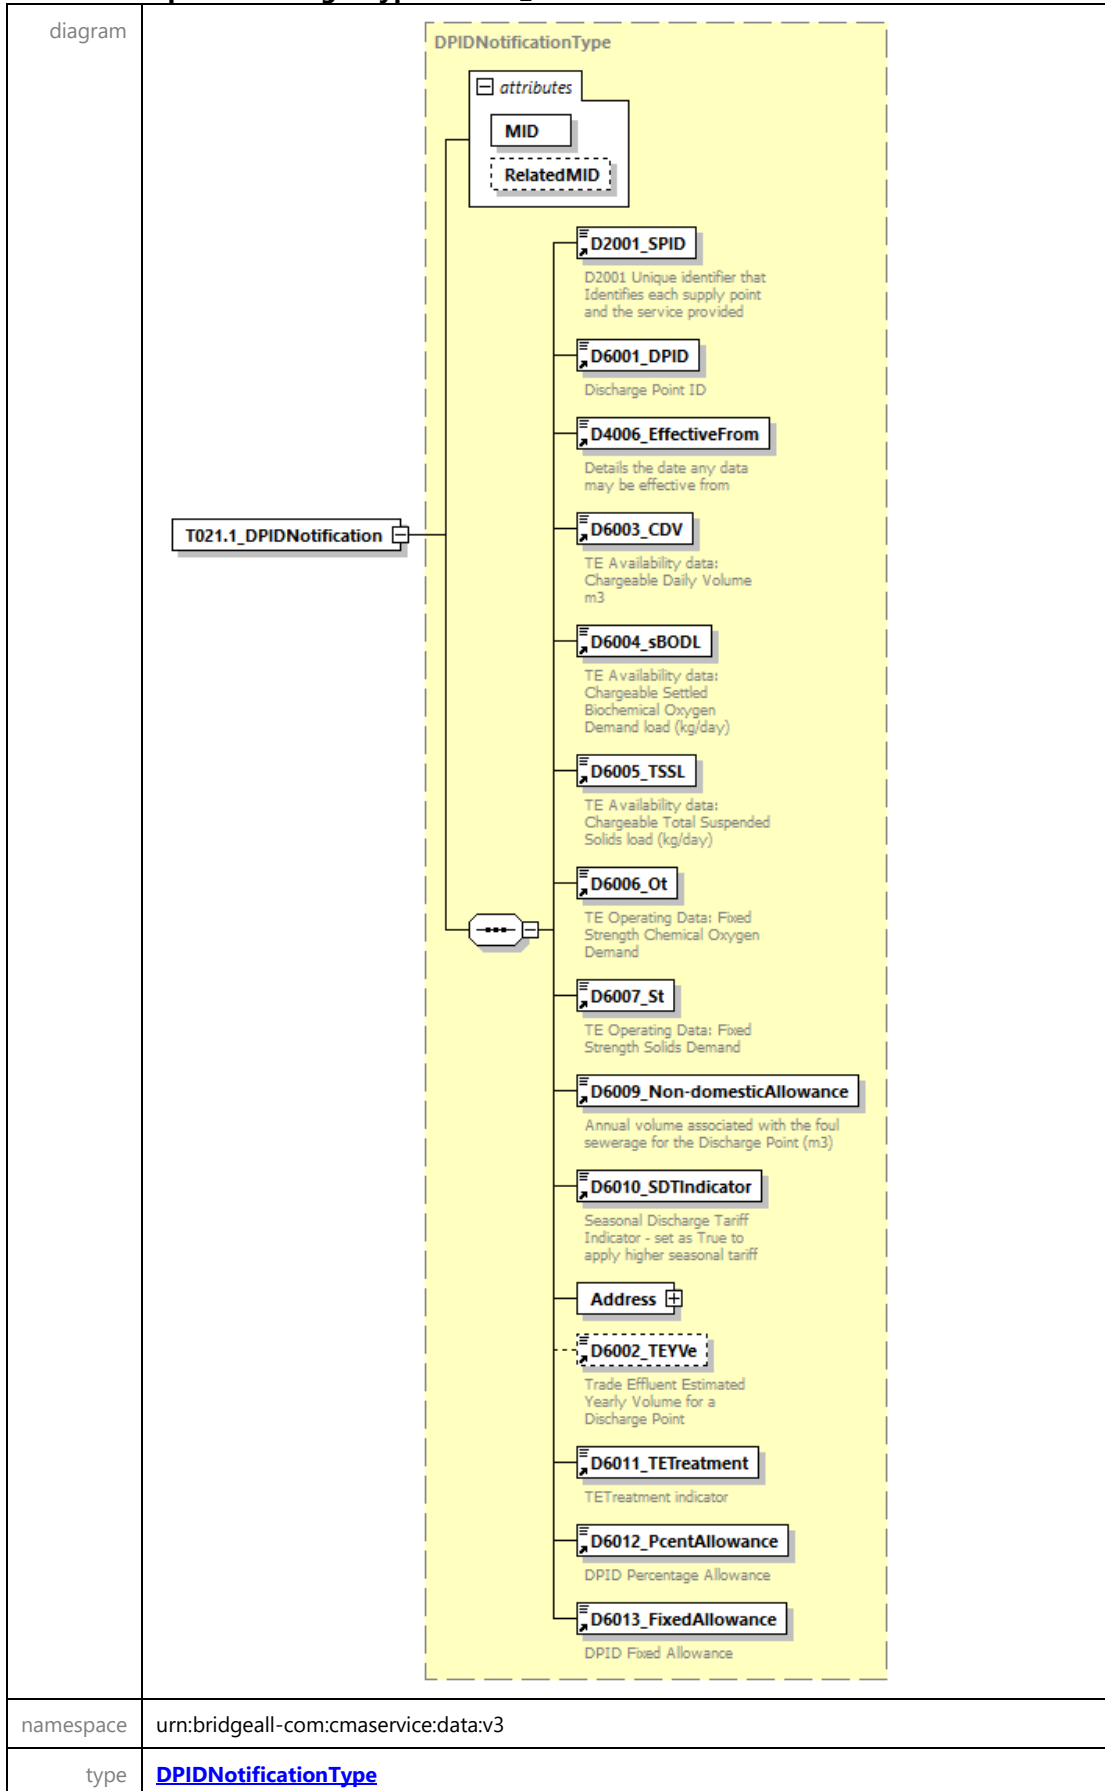 diagram
DPIDNotificationType
attributes
MID
RelatedMID
D2001_SPID
D2001 Unique identifier that
Identifies each supply point
and the service provided
D6001_DPID
Discharge Point ID
D4006_EffectiveFrom
Details the date any data
may be effective from
T021.1_DPIDNotification
D6003_CDV
TE Availability data:
Chargeable Daily Volume
m3
D6004_sBODL
TE Availability data:
Chargeable Settled
Biochemical Oxygen
Demand load (kg/day)
D6005_TSSL
TE Availability data:
Chargeable Total Suspended
Solids load (kg/day)
D6006_Ot
TE Operating Data: Fixed
Strength Chemical Oxygen
Demand
D6007_St
TE Operating Data: Fixed
Strength Solids Demand
D6009_Non-domesticAllowance
Annual volume associated with the foul
sewerage for the Discharge Point (m3)
D6010_SDTIndicator
Seasonal Discharge Tariff
Indicator - set as True to
apply higher seasonal tariff
Address
D6002_TEYVe
Trade Effluent Estimated
Yearly Volume for a
Discharge Point
D6011_TETreatment
TETreatment indicator
D6012_PcentAllowance
DPID Percentage Allowance
D6013_FixedAllowance
DPID Fixed Allowance
namespace urn:bridgeall-com:cmaservice:data:v3
type DPIDNotificationType